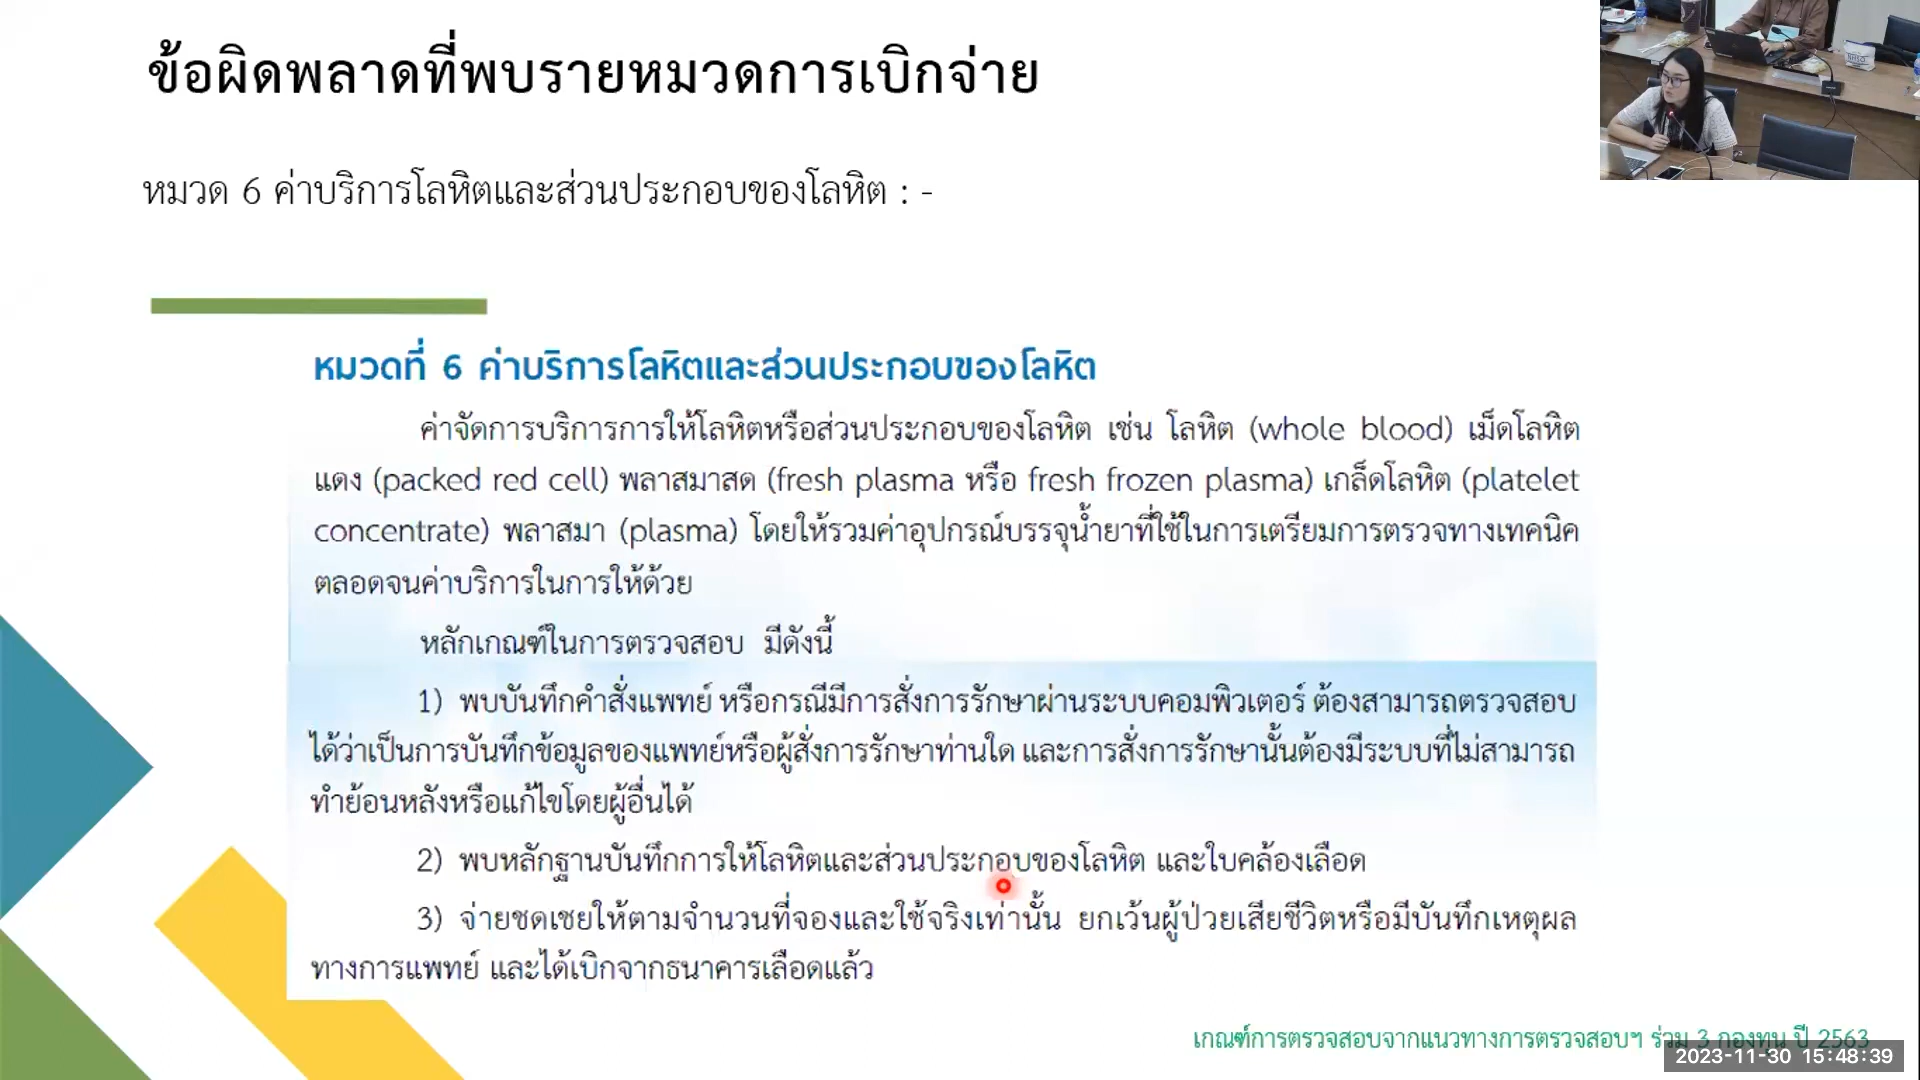 ข้อผิดพลาดที่พบรายหมวดการเบิกจ่าย
หมวด 6 ค่าบริการโลหิตและส่วนประกอบของโลหิต : -
หมวดที่ 6 ค่าบริการโลหิตและส่วนประกอบของโลหิต
ค่าจัดการบริการการให้โลหิตหรือส่วนประกอบของโลหิต เช่น โลหิต (whole blood) เม็ดโลหิต
แดง (packed red cell) พลาสมาสด (fresh plasma หรือ fresh frozen plasma) เกล็ดโลหิต (platelet
concentrate) พลาสมา (plasma) โดยให้รวมค่าอุปกรณ์บรรจุน้ำยาที่ใช้ในการเตรียมการตรวจทางเทคนิค
ตลอดจนค่าบริการในการให้ด้วย
หลักเกณฑ์ในการตรวจสอบ มีดังนี้
1) พบบันทึกคำสั่งแพทย์ หรือกรณีมีการสั่งการรักษาผ่านระบบคอมพิวเตอร์ ต้องสามารถตรวจสอบ
ได้ว่าเป็นการบันทึกข้อมูลของแพทย์หรือผู้สั่งการรักษาท่านใด และการสั่งการรักษานั้นต้องมีระบบที่ไม่สามารถ
ทำย้อนหลังหรือแก้ไขโดยผู้อื่นได้
2) พบหลักฐานบันทึกการให้โลหิตและส่วนประกอบของโลหิต และใบคล้องเลือด
3) จ่ายชดเชยให้ตามจำนวนที่จองและใช้จริงเท่านั้น ยกเว้นผู้ป่วยเสียชีวิตหรือมีบันทึกเหตุผล
ทางการแพทย์ และได้เบิกจากธนาคารเลือดแล้ว
เกณฑ์การตรวจสอบจากแนวทางการตรวจสอบฯ ร่วม 3 กองทุน ปี 2563
2023-11-30 15:48:39